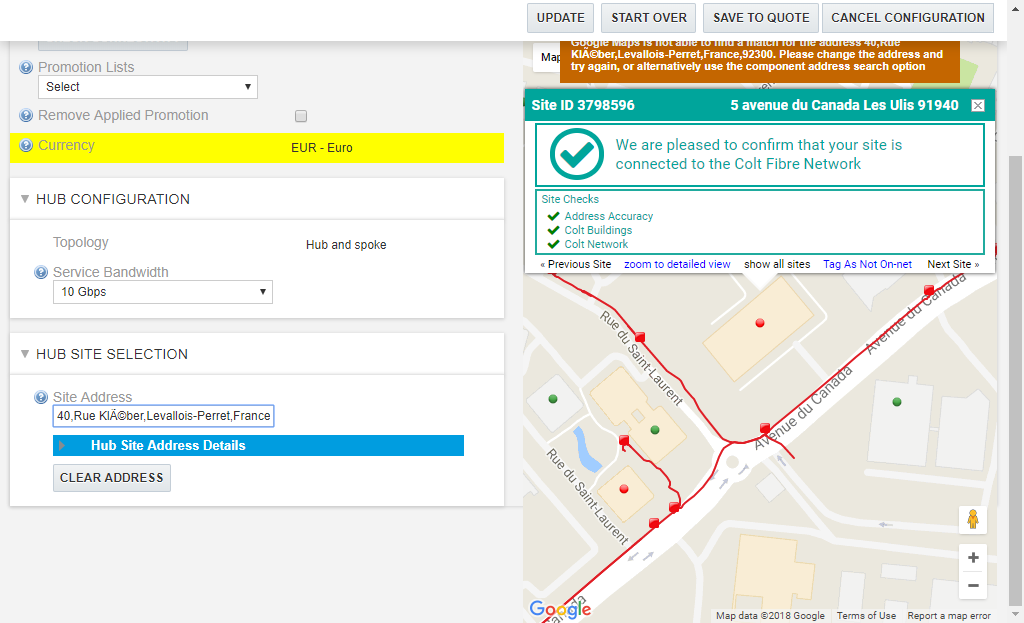 UPDATE
START OVER
SAVE TO QUOTE
CANCEL CONFIGURATION
Promotion Lists
Select
Remove Applied Promotion
Currency
EUR - Euro
HUB CONFIGURATION
Topology
Hub and spoke
Service Bandwidth
10 Gbps
HUB SITE SELECTION
Site Address
40,Rue KlÃ©ber,Levallois-Perret,France
Hub Site Address Details
CLEAR ADDRESS
Map
Google Maps is not able to find a match for the address 40,Rue
KlÃ©ber,Levallois-Perret,France,92300. Please change the address and
try again, or alternatively use the component address search option
Site ID 3798596
5 avenue du Canada Les Ulis 91940
We are pleased to confirm that your site is
connected to the Colt Fibre Network
Site Checks
Address Accuracy
Colt Buildings
Colt Network
« Previous Site
zoom to detailed view
show all sites
Tag As Not On-net
Next Site »
Rue du Saint-Laurent
Avenue du Canada
Avenue du Canada
Rue du Saint-Laurent
Canada
Google
Map data ©2018 Google
Terms of Use
Report a map error